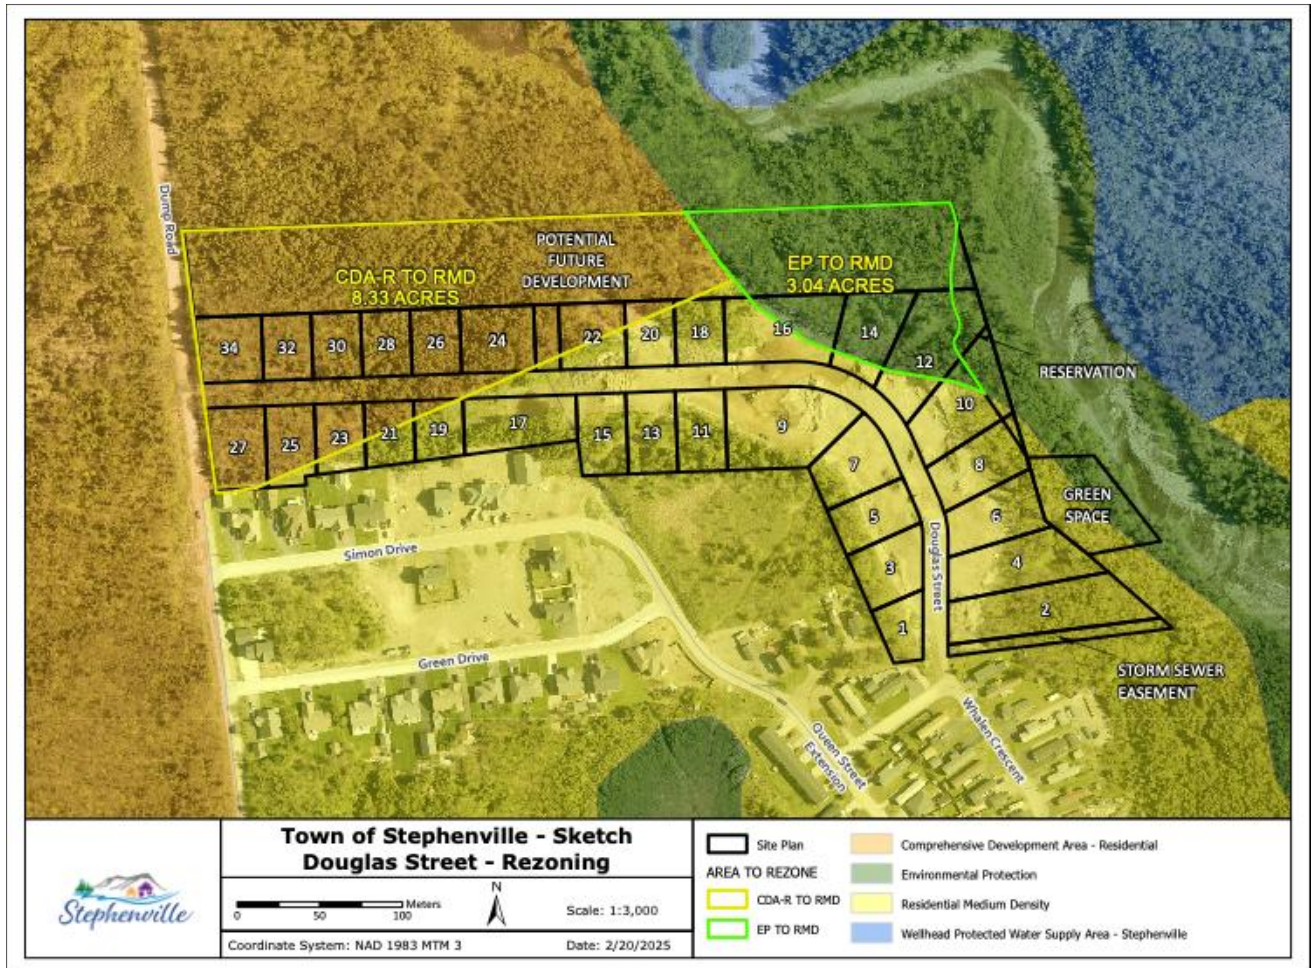 Dump Road
POTENTIAL
FUTURE
DEVELOPMENT
CDA-R TO RMD
8.33 ACRES
EP TO RMD
3.04 ACRES
34
32
30
28
26
24
22
20
18
16
14
12
10
RESERVATION
27
25
23
21
19
17
15
13
11
9
7
8
5
6
GREEN
SPACE
3
4
1
2
Douglas Street
Simon Drive
Green Drive
STORM SEWER
EASEMENT
Queen Street
Extension
Whalen Crescent
Stephenville
Town of Stephenville - Sketch
Douglas Street - Rezoning
N
Meters
0 50 100
Scale: 1:3,000
Coordinate System: NAD 1983 MTM 3
Date: 2/20/2025
Site Plan
AREA TO REZONE
CDA-R TO RMD
EP TO RMD
Comprehensive Development Area - Residential
Environmental Protection
Residential Medium Density
Wellhead Protected Water Supply Area - Stephenville